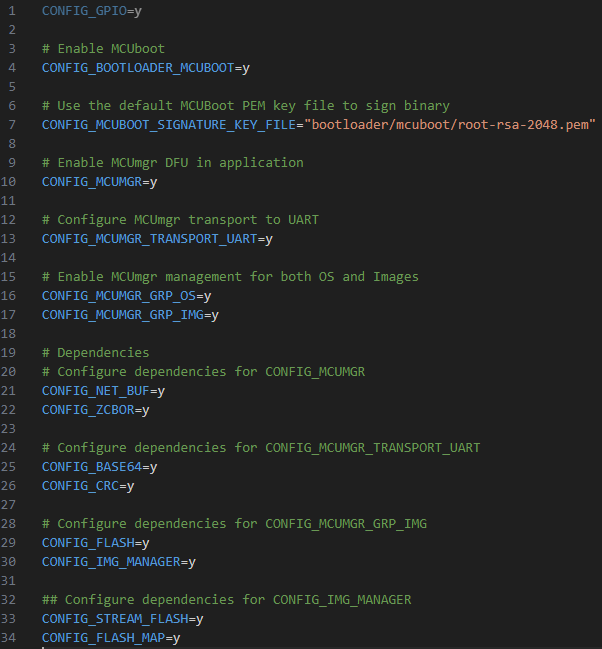 1 CONFIG_GPIO=y
2
3 # Enable MCUboot
4 CONFIG_BOOTLOADER_MCUBOOT=y
5
6 # Use the default MCUBoot PEM key file to sign binary
7 CONFIG_MCUBOOT_SIGNATURE_KEY_FILE="bootloader/mcuboot/root-rsa-2048.pem"
8
9 # Enable MCUmgr DFU in application
10 CONFIG_MCUMGR=y
11
12 # Configure MCUmgr transport to UART
13 CONFIG_MCUMGR_TRANSPORT_UART=y
14
15 # Enable MCUmgr management for both OS and Images
16 CONFIG_MCUMGR_GRP_OS=y
17 CONFIG_MCUMGR_GRP_IMG=y
18
19 # Dependencies
20 # Configure dependencies for CONFIG_MCUMGR
21 CONFIG_NET_BUF=y
22 CONFIG_ZCBOR=y
23
24 # Configure dependencies for CONFIG_MCUMGR_TRANSPORT_UART
25 CONFIG_BASE64=y
26 CONFIG_CRC=y
27
28 # Configure dependencies for CONFIG_MCUMGR_GRP_IMG
29 CONFIG_FLASH=y
30 CONFIG_IMG_MANAGER=y
31
32 ## Configure dependencies for CONFIG_IMG_MANAGER
33 CONFIG_STREAM_FLASH=y
34 CONFIG_FLASH_MAP=y